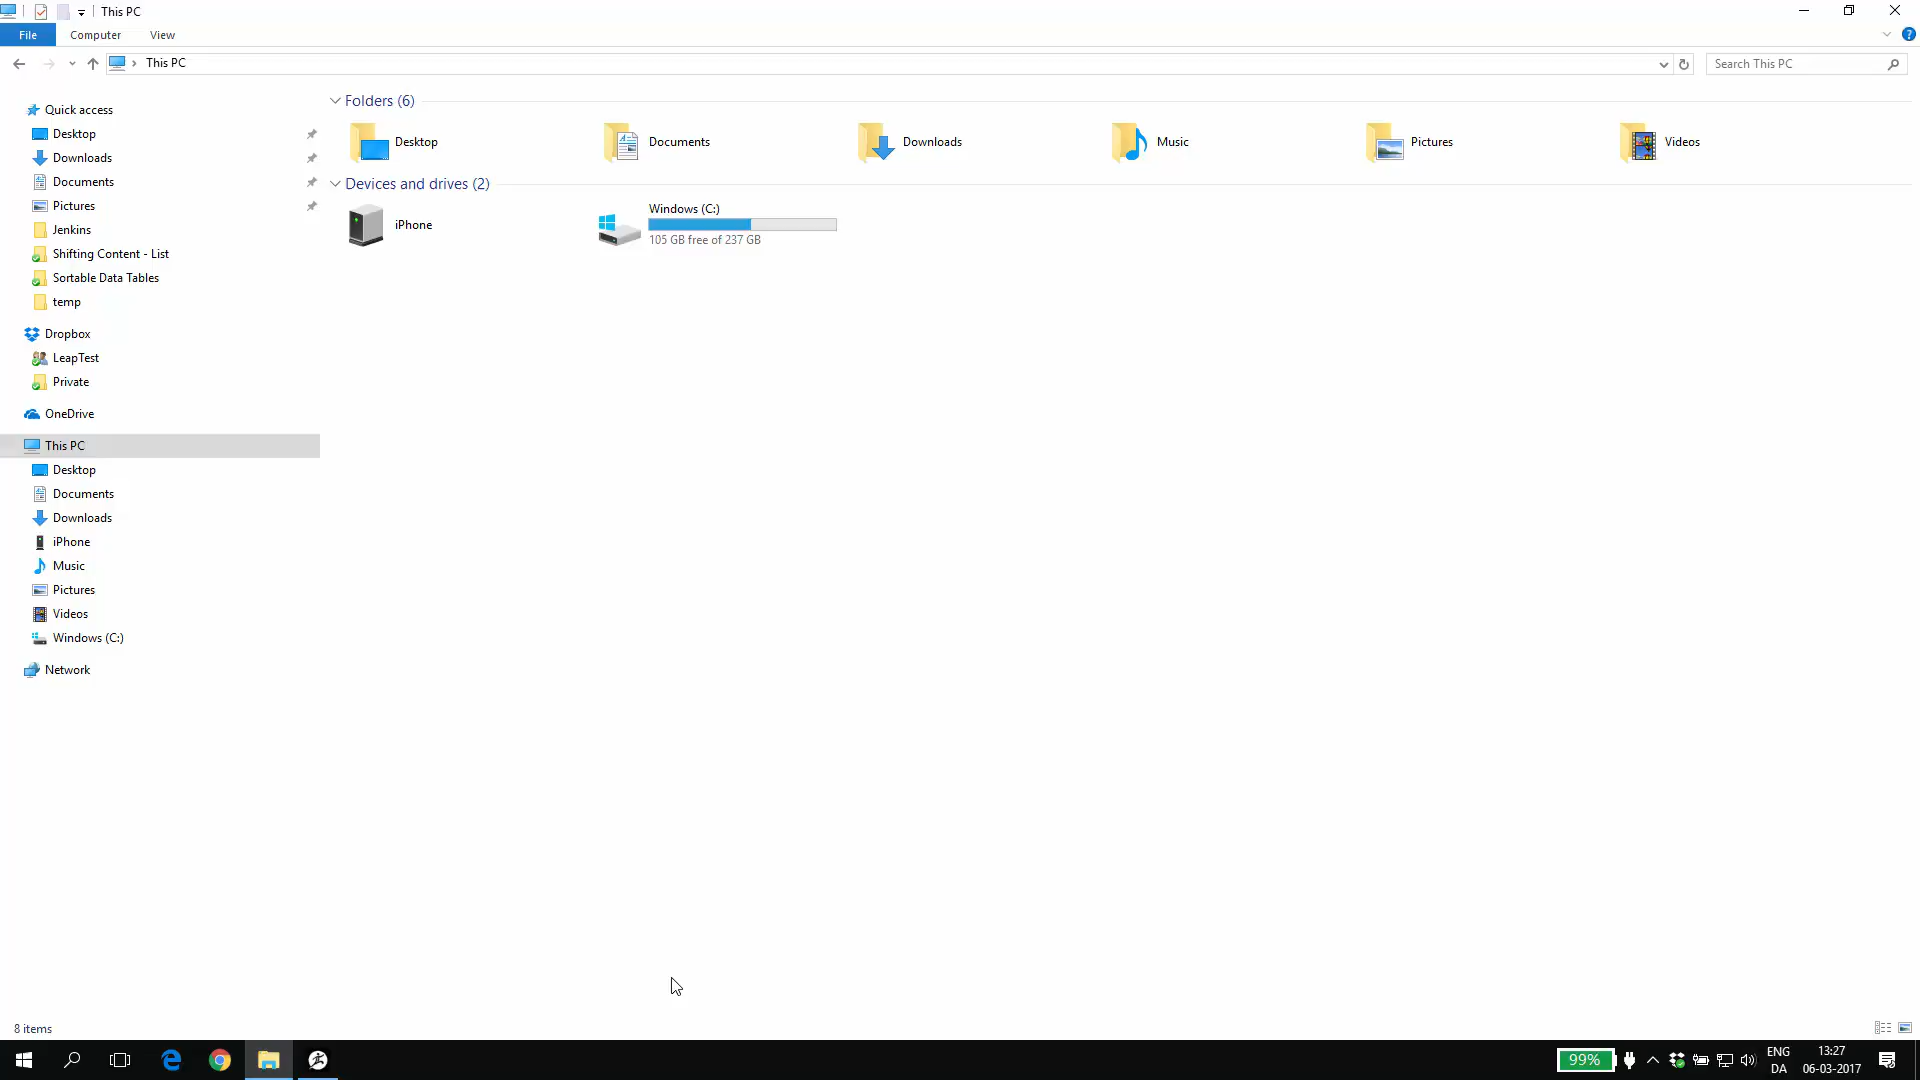 This PC
File Computer View
This PC
Search This PC
Quick access
Desktop
Downloads
Documents
Pictures
Jenkins
Shifting Content - List
Sortable Data Tables
temp
Dropbox
LeapTest
Private
OneDrive
This PC
Desktop
Documents
Downloads
iPhone
Music
Pictures
Videos
Windows (C:)
Network
Folders (6)
Desktop Documents Downloads Music Pictures Videos
Devices and drives (2)
iPhone
Windows (C:)
105 GB free of 237 GB
8 items
99%
ENG
DA
13:27
06-03-2017